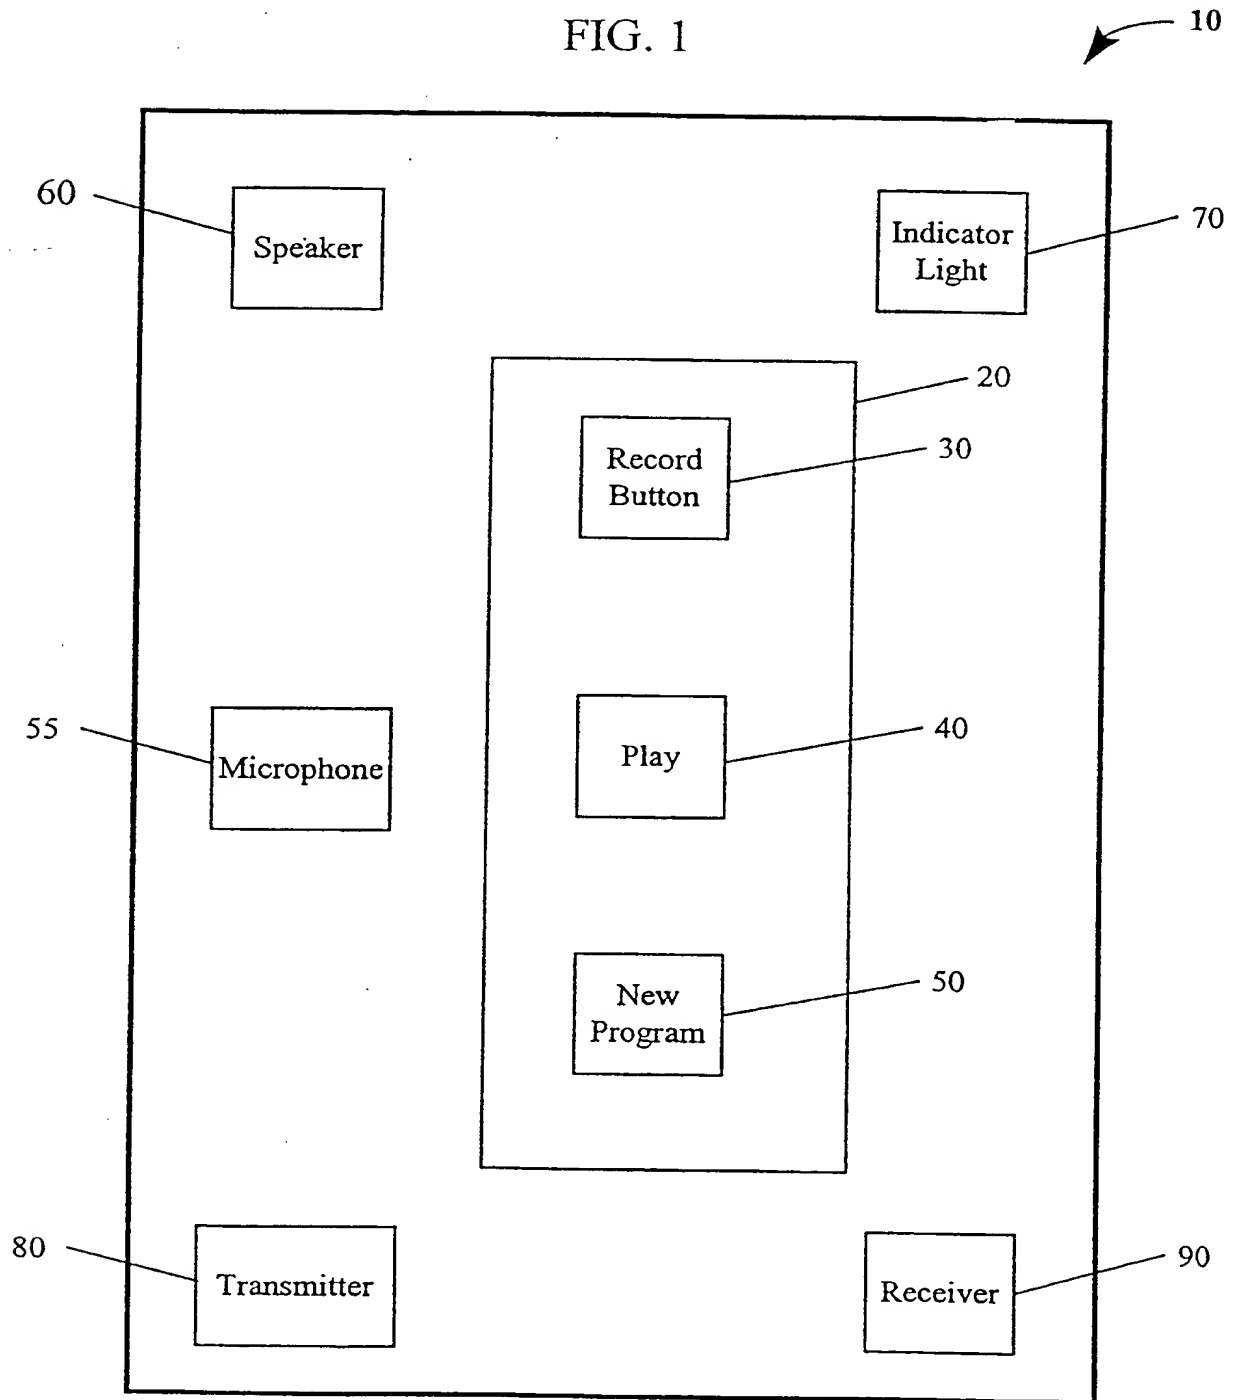 FIG. 1
10
60
Speaker
Indicator
Light
70
20
Record
Button
30
55
Microphone
Play
40
New
Program
50
80
Transmitter
Receiver
90